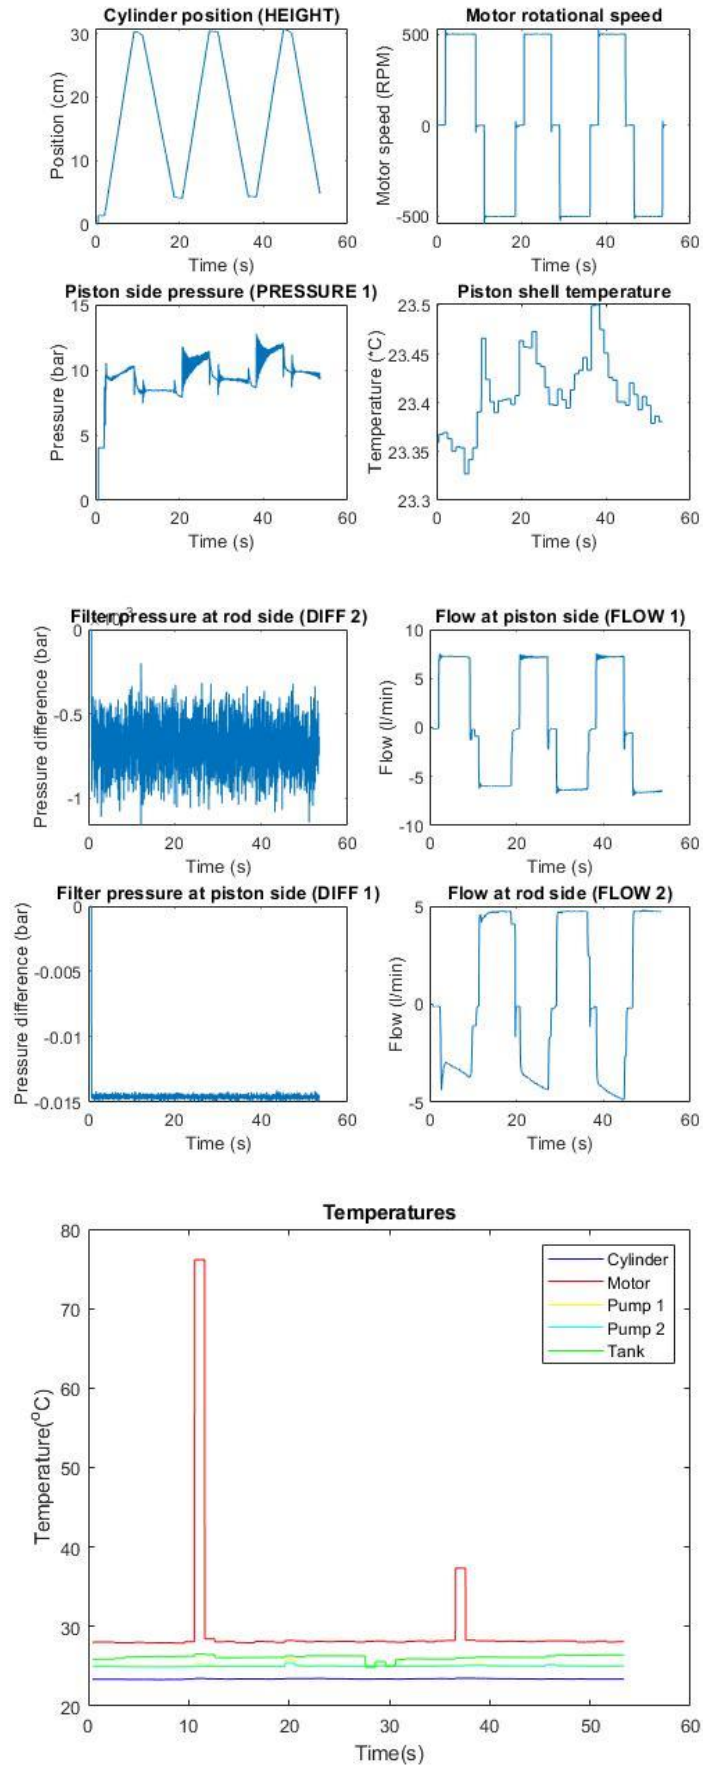 Cylinder position (HEIGHT)
Position (cm)
30
20
10
0
0 20 40 60
Time (s)
Motor rotational speed
Motor speed (RPM)
500
0
-500
0 20 40 60
Time (s)
Piston side pressure (PRESSURE 1)
Pressure (bar)
15
10
5
0
0 20 40 60
Time (s)
Piston shell temperature
Temperature (°C)
23.5
23.45
23.4
23.35
23.3
0 20 40 60
Time (s)
Filter pressure at rod side (DIFF 2)
Pressure difference (bar)
0
-0.5
-1
0 20 40 60
Time (s)
Flow at piston side (FLOW 1)
Flow (l/min)
10
5
0
-5
-10
0 20 40 60
Time (s)
Filter pressure at piston side (DIFF 1)
Pressure difference (bar)
0
-0.005
-0.01
-0.015
0 20 40 60
Time (s)
Flow at rod side (FLOW 2)
Flow (l/min)
5
0
-5
0 20 40 60
Time (s)
Temperatures
Temperature(°C)
80
70
60
50
40
30
20
0 10 20 30 40 50 60
Time(s)
Cylinder
Motor
Pump 1
Pump 2
Tank